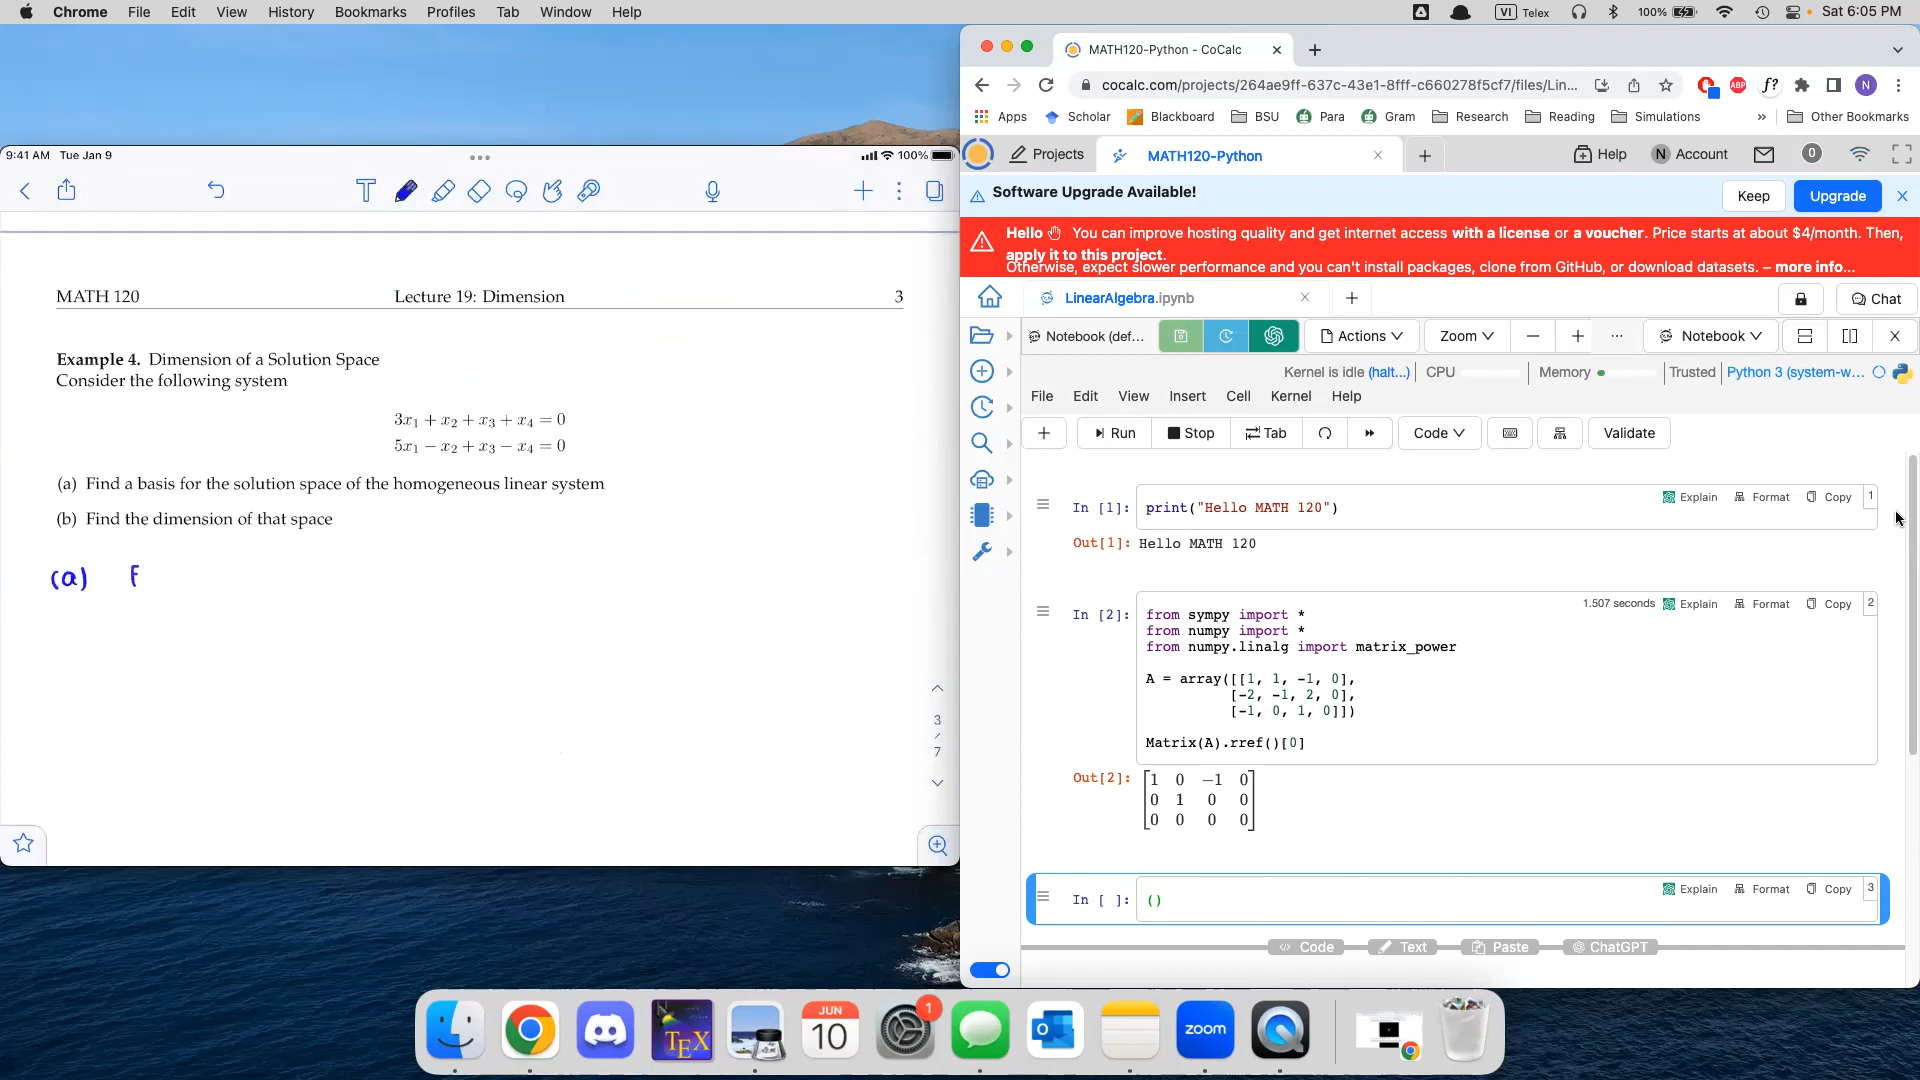 Chrome File Edit View History Bookmarks Profiles Tab Window Help
VI Telex 100% Sat 6:05 PM
9:41 AM Tue Jan 9
100%
MATH 120 Lecture 19: Dimension 3
Example 4. Dimension of a Solution Space
Consider the following system
3x₁ + x₂ + x₃ + x₄ = 0
5x₁ − x₂ + x₃ − x₄ = 0
(a) Find a basis for the solution space of the homogeneous linear system
(b) Find the dimension of that space
(a) F
3
/
7
MATH120-Python - CoCalc
cocalc.com/projects/264ae9ff-637c-43e1-8fff-c660278f5cf7/files/Lin...
ABP f? N
Apps Scholar Blackboard BSU Para Gram Research Reading Simulations » Other Bookmarks
Projects MATH120-Python Help N Account 0
Software Upgrade Available! Keep Upgrade
Hello You can improve hosting quality and get internet access with a license or a voucher. Price starts at about $4/month. Then,
apply it to this project.
Otherwise, expect slower performance and you can't install packages, clone from GitHub, or download datasets. – more info...
LinearAlgebra.ipynb Chat
Notebook (def... Actions Zoom Notebook
Kernel is idle (halt...) CPU Memory Trusted Python 3 (system-w...
File Edit View Insert Cell Kernel Help
Run Stop Tab Code Validate
Explain Format Copy 1
In [1]: print("Hello MATH 120")
Out[1]: Hello MATH 120
1.507 seconds Explain Format Copy 2
In [2]: from sympy import *
from numpy import *
from numpy.linalg import matrix_power
A = array([[1, 1, -1, 0],
[-2, -1, 2, 0],
[-1, 0, 1, 0]])
Matrix(A).rref()[0]
Out[2]: 1 0 −1 0
0 1 0 0
0 0 0 0
Explain Format Copy 3
In [ ]: ()
Code Text Paste ChatGPT
JUN
10
1
TEX
zoom